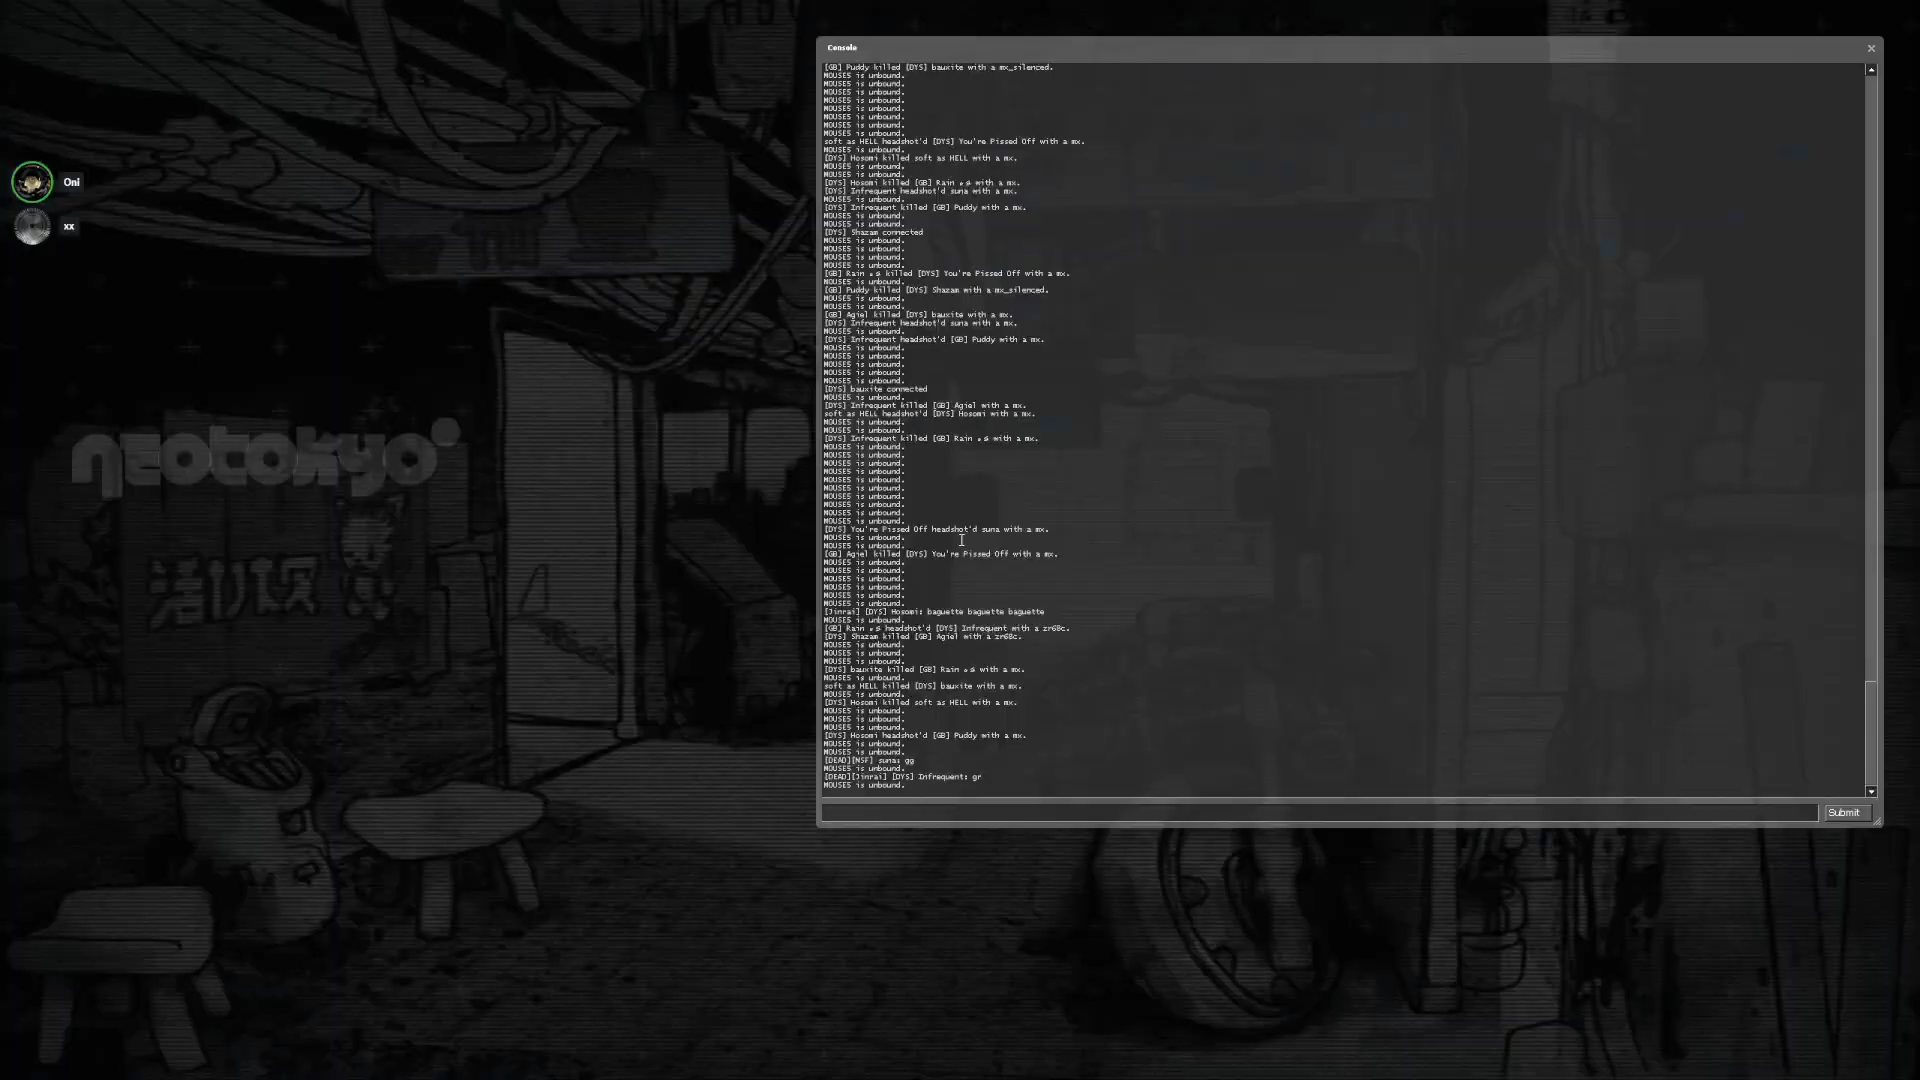 Console
[GB] Puddy killed [DYS] bauxite with a mx_silenced.
MOUSE5 is unbound.
MOUSE5 is unbound.
MOUSE5 is unbound.
MOUSE5 is unbound.
MOUSE5 is unbound.
MOUSE5 is unbound.
MOUSE5 is unbound.
MOUSE5 is unbound.
soft as HELL headshot'd [DYS] You're Pissed Off with a mx.
MOUSE5 is unbound.
[DYS] Hosomi killed soft as HELL with a mx.
MOUSE5 is unbound.
MOUSE5 is unbound.
[DYS] Hosomi killed [GB] Rain with a mx.
[DYS] Infrequent headshot'd suna with a mx.
MOUSE5 is unbound.
[DYS] Infrequent killed [GB] Puddy with a mx.
MOUSE5 is unbound.
MOUSE5 is unbound.
[DYS] Shazam connected
MOUSE5 is unbound.
MOUSE5 is unbound.
MOUSE5 is unbound.
MOUSE5 is unbound.
[GB] Rain killed [DYS] You're Pissed Off with a mx.
MOUSE5 is unbound.
[GB] Puddy killed [DYS] Shazam with a mx_silenced.
MOUSE5 is unbound.
MOUSE5 is unbound.
[GB] Agiel killed [DYS] bauxite with a mx.
[DYS] Infrequent headshot'd suna with a mx.
MOUSE5 is unbound.
[DYS] Infrequent headshot'd [GB] Puddy with a mx.
MOUSE5 is unbound.
MOUSE5 is unbound.
MOUSE5 is unbound.
MOUSE5 is unbound.
MOUSE5 is unbound.
[DYS] bauxite connected
MOUSE5 is unbound.
[DYS] Infrequent killed [GB] Agiel with a mx.
soft as HELL headshot'd [DYS] Hosomi with a mx.
MOUSE5 is unbound.
MOUSE5 is unbound.
[DYS] Infrequent killed [GB] Rain with a mx.
MOUSE5 is unbound.
MOUSE5 is unbound.
MOUSE5 is unbound.
MOUSE5 is unbound.
MOUSE5 is unbound.
MOUSE5 is unbound.
MOUSE5 is unbound.
MOUSE5 is unbound.
MOUSE5 is unbound.
MOUSE5 is unbound.
[DYS] You're Pissed Off headshot'd suna with a mx.
MOUSE5 is unbound.
MOUSE5 is unbound.
[GB] Agiel killed [DYS] You're Pissed Off with a mx.
MOUSE5 is unbound.
MOUSE5 is unbound.
MOUSE5 is unbound.
MOUSE5 is unbound.
MOUSE5 is unbound.
MOUSE5 is unbound.
[Jinrai] [DYS] Hosomi: baguette baguette baguette
MOUSE5 is unbound.
[GB] Rain headshot'd [DYS] Infrequent with a zr68c.
[DYS] Shazam killed [GB] Agiel with a zr68c.
MOUSE5 is unbound.
MOUSE5 is unbound.
MOUSE5 is unbound.
[DYS] bauxite killed [GB] Rain with a mx.
MOUSE5 is unbound.
soft as HELL killed [DYS] bauxite with a mx.
MOUSE5 is unbound.
[DYS] Hosomi killed soft as HELL with a mx.
MOUSE5 is unbound.
MOUSE5 is unbound.
MOUSE5 is unbound.
[DYS] Hosomi headshot'd [GB] Puddy with a mx.
MOUSE5 is unbound.
MOUSE5 is unbound.
[DEAD][NSF] suna: gg
MOUSE5 is unbound.
[DEAD][Jinrai] [DYS] Infrequent: gr
MOUSE5 is unbound.
Submit
Oni
xx
neotokyo